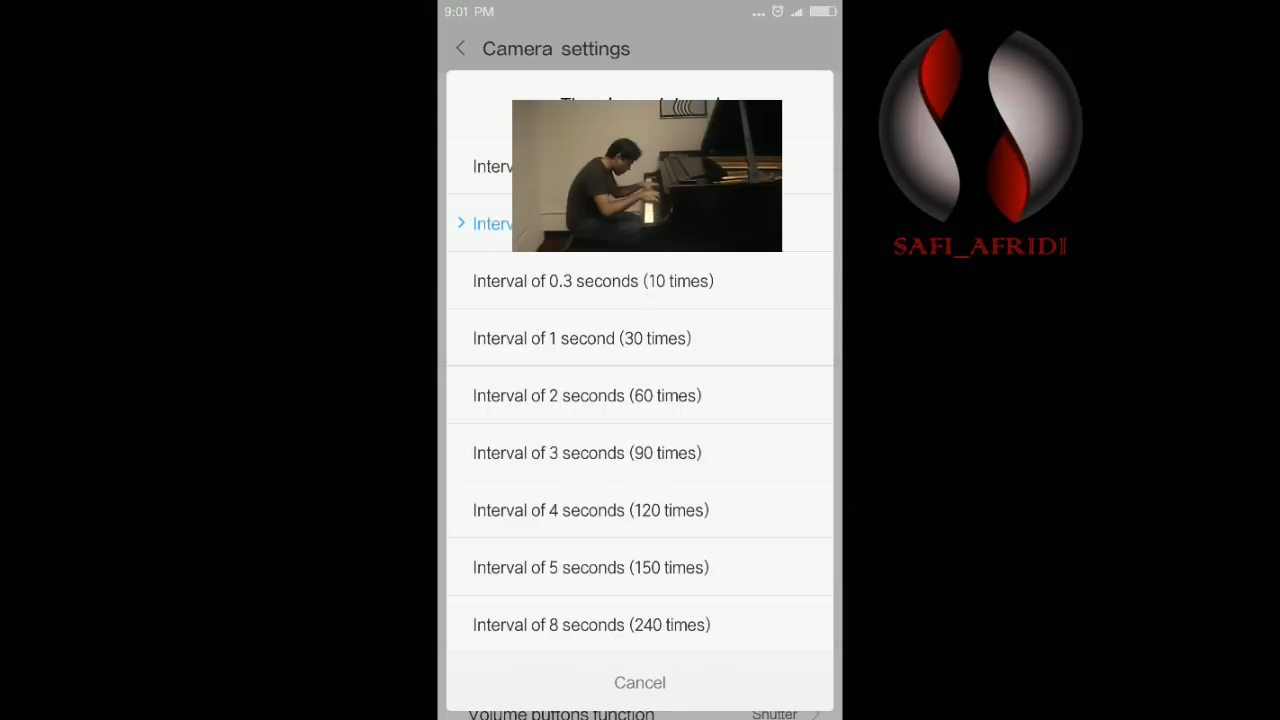 9:01 PM
Camera settings
Interv
Interv
Interval of 0.3 seconds (10 times)
Interval of 1 second (30 times)
Interval of 2 seconds (60 times)
Interval of 3 seconds (90 times)
Interval of 4 seconds (120 times)
Interval of 5 seconds (150 times)
Interval of 8 seconds (240 times)
Cancel
Volume buttons function Shutter
SAFI_AFRIDI